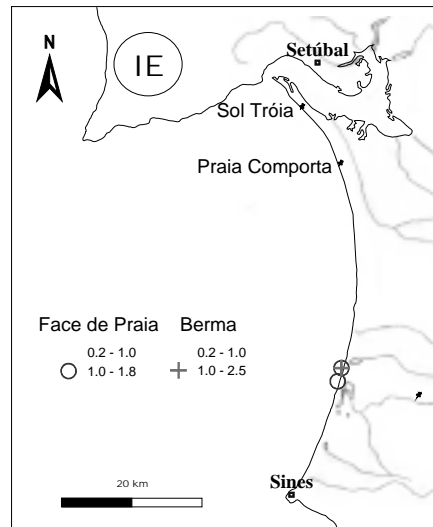 N
IE
Setúbal
Sol Tróia
Praia Comporta
Face de Praia Berma
0.2 - 1.0 0.2 - 1.0
1.0 - 1.8 1.0 - 2.5
Sines
20 km